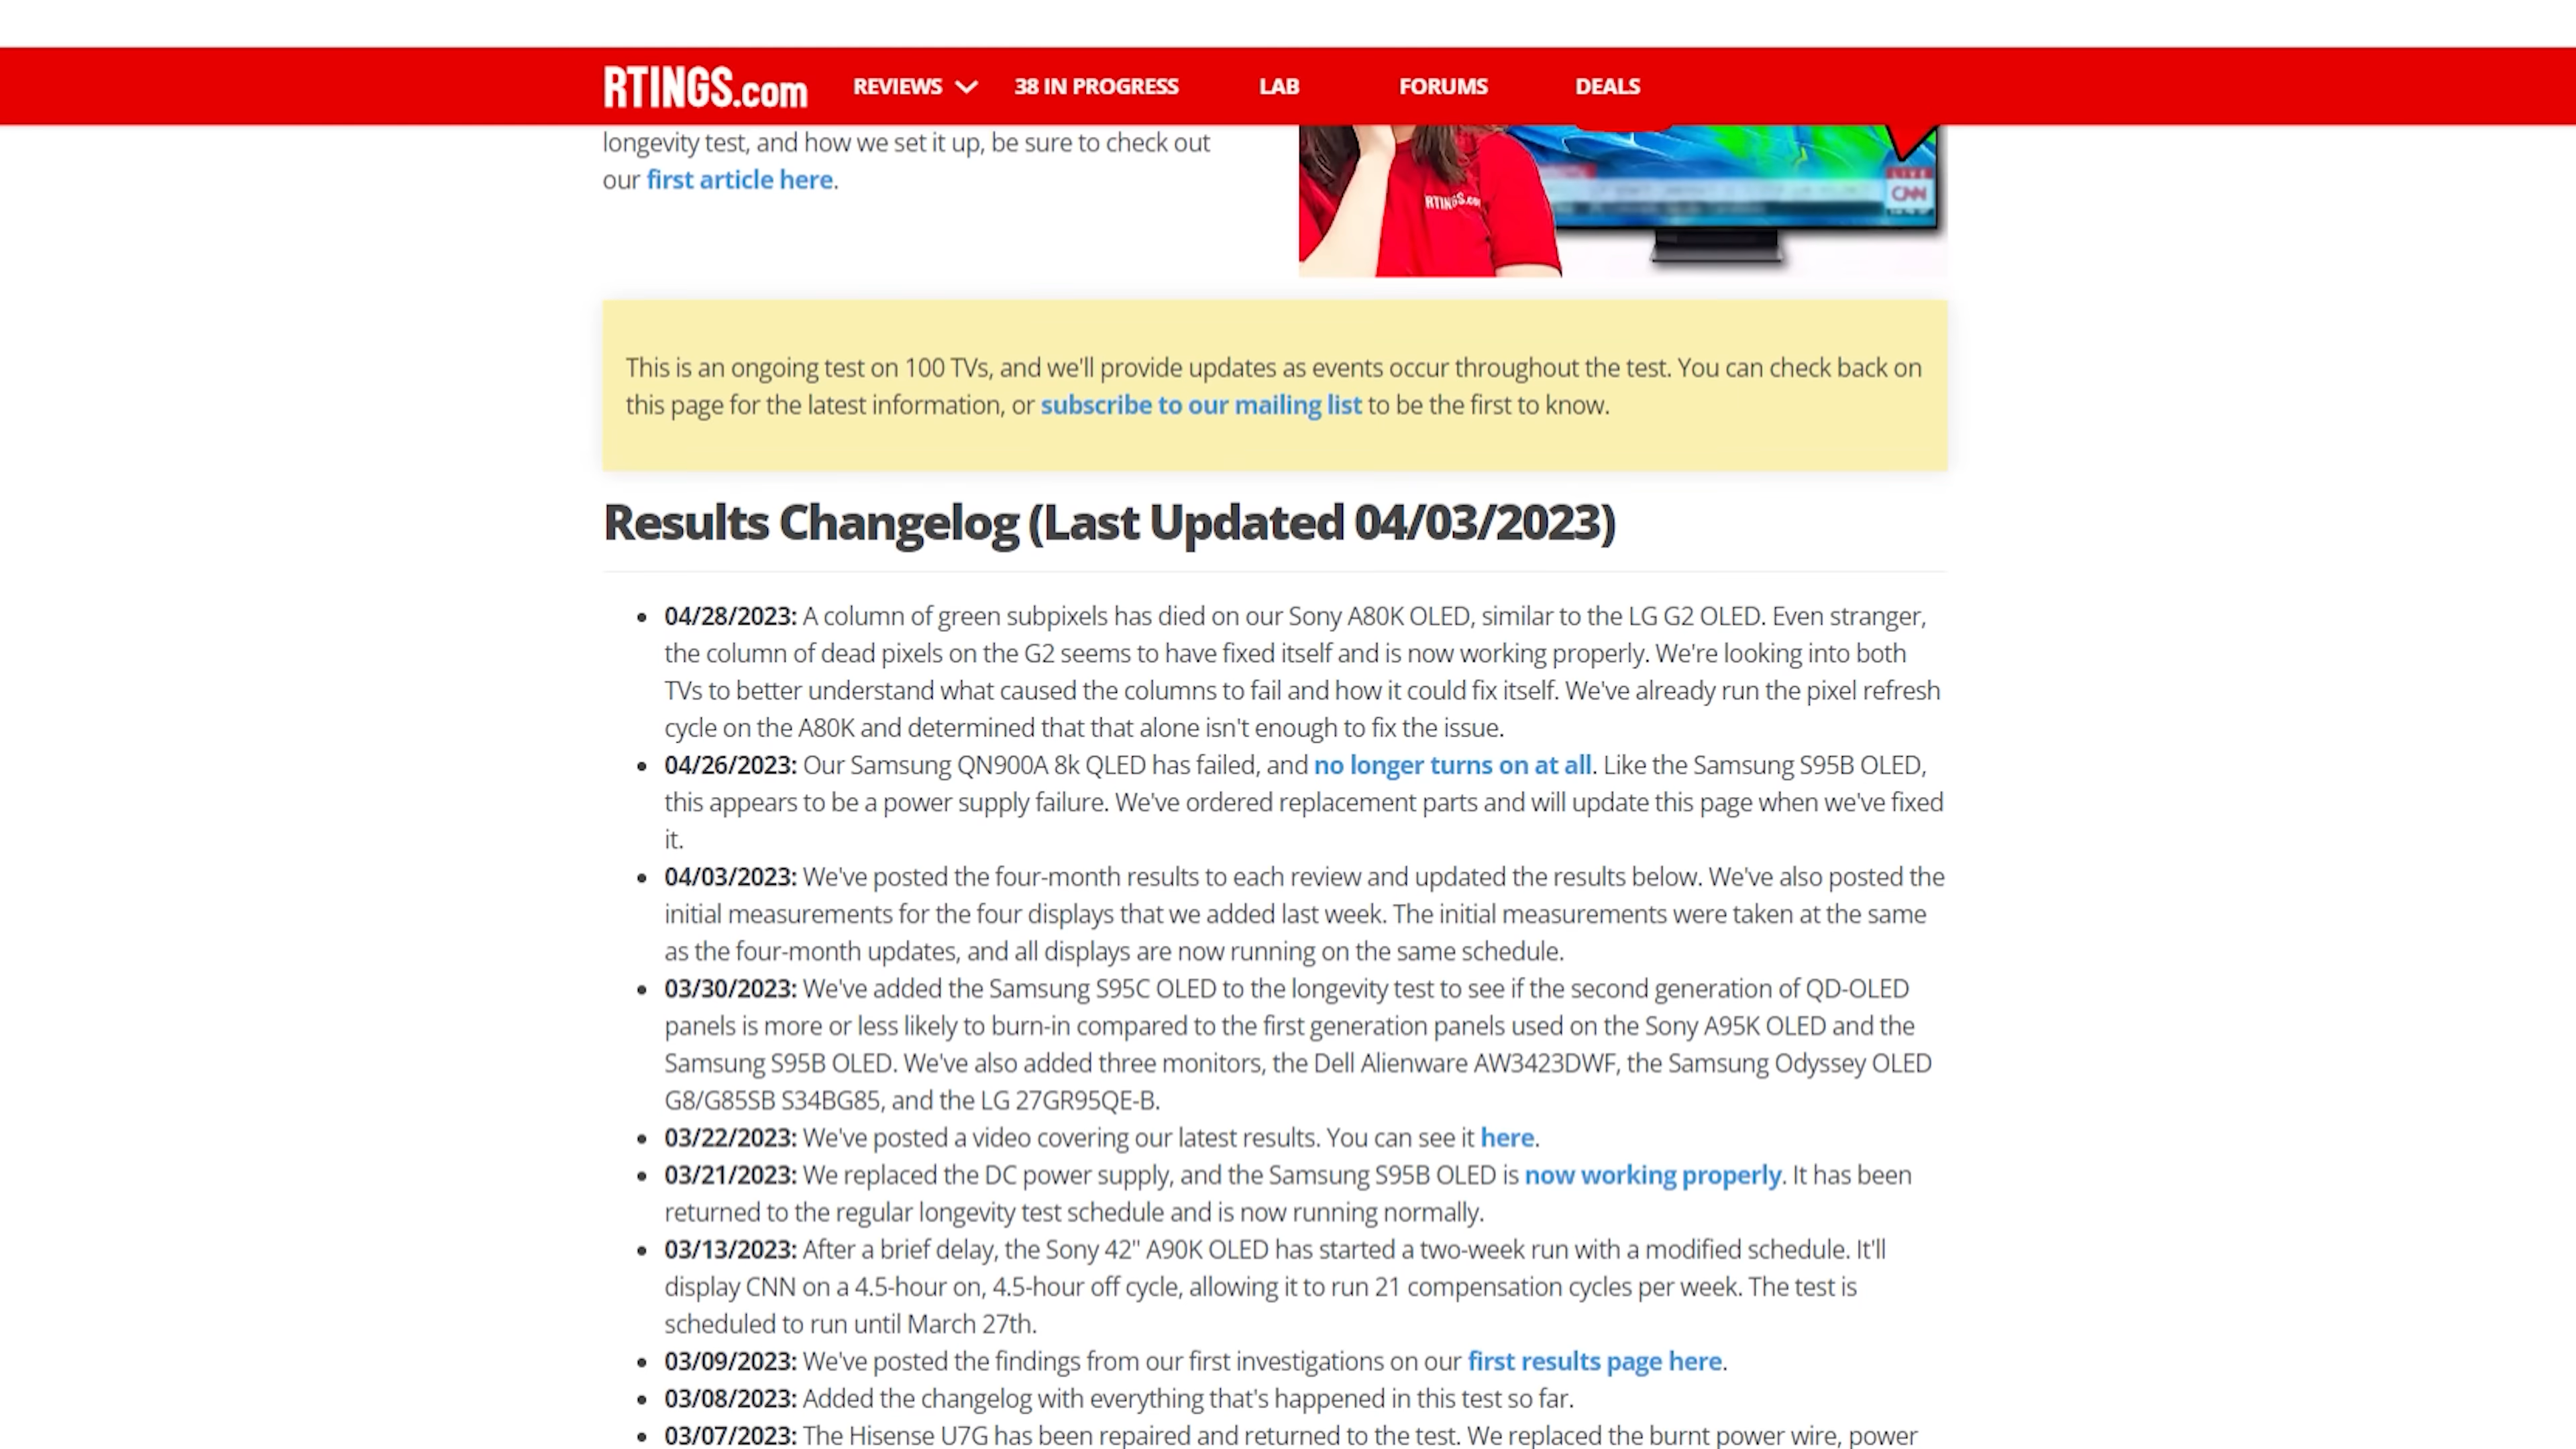 RTINGS.com REVIEWS 38 IN PROGRESS LAB FORUMS DEALS
longevity test, and how we set it up, be sure to check out
our first article here.
RTINGS.co
LIVE
CNN
This is an ongoing test on 100 TVs, and we'll provide updates as events occur throughout the test. You can check back on
this page for the latest information, or subscribe to our mailing list to be the first to know.
Results Changelog (Last Updated 04/03/2023)
04/28/2023: A column of green subpixels has died on our Sony A80K OLED, similar to the LG G2 OLED. Even stranger,
the column of dead pixels on the G2 seems to have fixed itself and is now working properly. We're looking into both
TVs to better understand what caused the columns to fail and how it could fix itself. We've already run the pixel refresh
cycle on the A80K and determined that that alone isn't enough to fix the issue.
04/26/2023: Our Samsung QN900A 8k QLED has failed, and no longer turns on at all. Like the Samsung S95B OLED,
this appears to be a power supply failure. We've ordered replacement parts and will update this page when we've fixed
it.
04/03/2023: We've posted the four-month results to each review and updated the results below. We've also posted the
initial measurements for the four displays that we added last week. The initial measurements were taken at the same
as the four-month updates, and all displays are now running on the same schedule.
03/30/2023: We've added the Samsung S95C OLED to the longevity test to see if the second generation of QD-OLED
panels is more or less likely to burn-in compared to the first generation panels used on the Sony A95K OLED and the
Samsung S95B OLED. We've also added three monitors, the Dell Alienware AW3423DWF, the Samsung Odyssey OLED
G8/G85SB S34BG85, and the LG 27GR95QE-B.
03/22/2023: We've posted a video covering our latest results. You can see it here.
03/21/2023: We replaced the DC power supply, and the Samsung S95B OLED is now working properly. It has been
returned to the regular longevity test schedule and is now running normally.
03/13/2023: After a brief delay, the Sony 42" A90K OLED has started a two-week run with a modified schedule. It'll
display CNN on a 4.5-hour on, 4.5-hour off cycle, allowing it to run 21 compensation cycles per week. The test is
scheduled to run until March 27th.
03/09/2023: We've posted the findings from our first investigations on our first results page here.
03/08/2023: Added the changelog with everything that's happened in this test so far.
03/07/2023: The Hisense U7G has been repaired and returned to the test. We replaced the burnt power wire, power